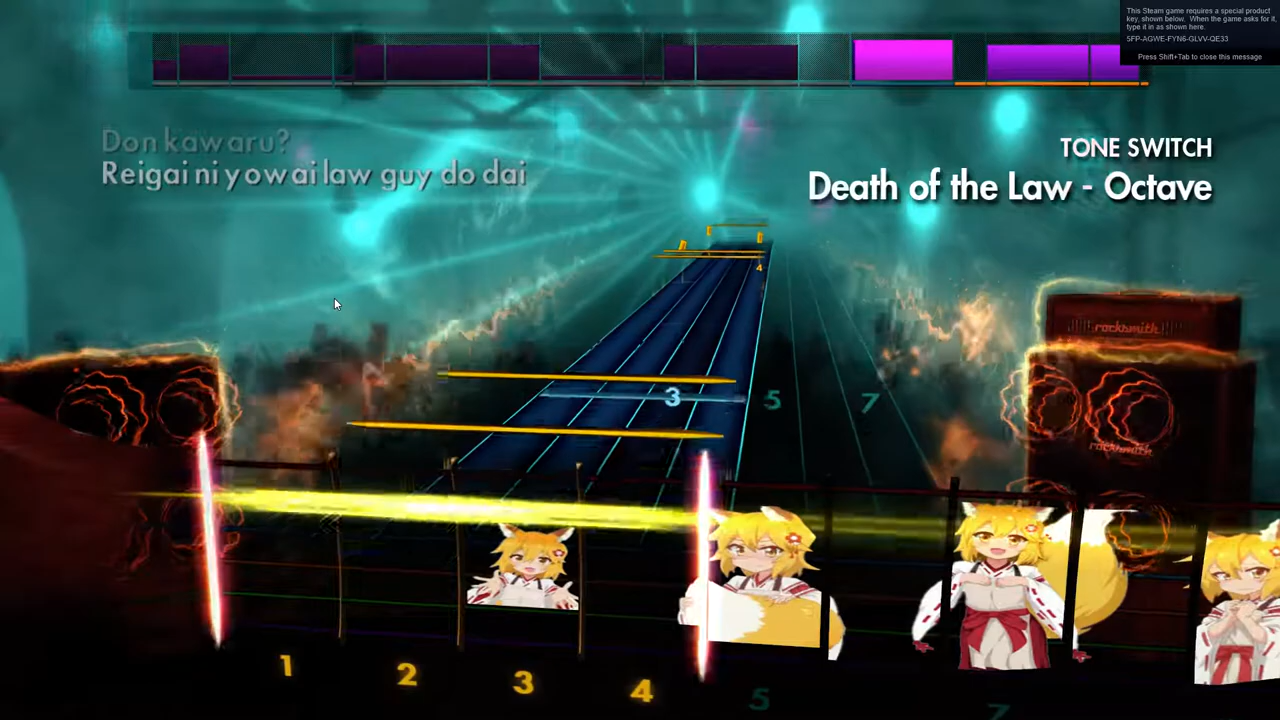 This Steam game requires a special product
key, shown below. When the game asks for it,
type it in as shown here.
5FP-AGWE-FYN6-GLVV-QE33
Press Shift+Tab to close this message
Don kawaru?
Reigai ni yowai law guy do dai
TONE SWITCH
Death of the Law - Octave
4
rocksmith
3
5
7
rocksmith
1
2
3
4
5
7